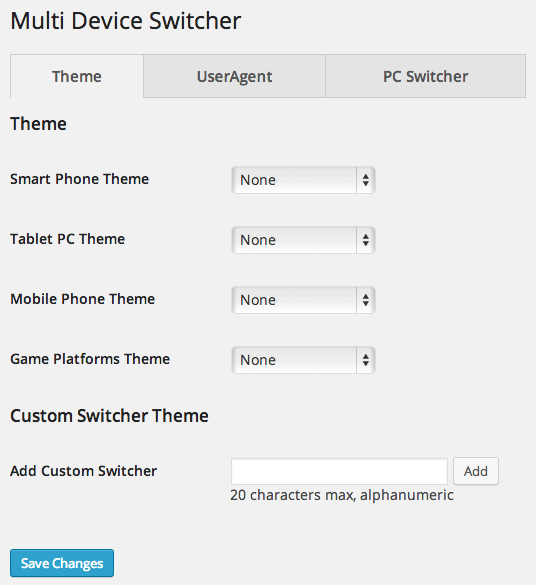 Multi Device Switcher
Theme UserAgent PC Switcher
Theme
Smart Phone Theme None
Tablet PC Theme None
Mobile Phone Theme None
Game Platforms Theme None
Custom Switcher Theme
Add Custom Switcher Add
20 characters max, alphanumeric
Save Changes